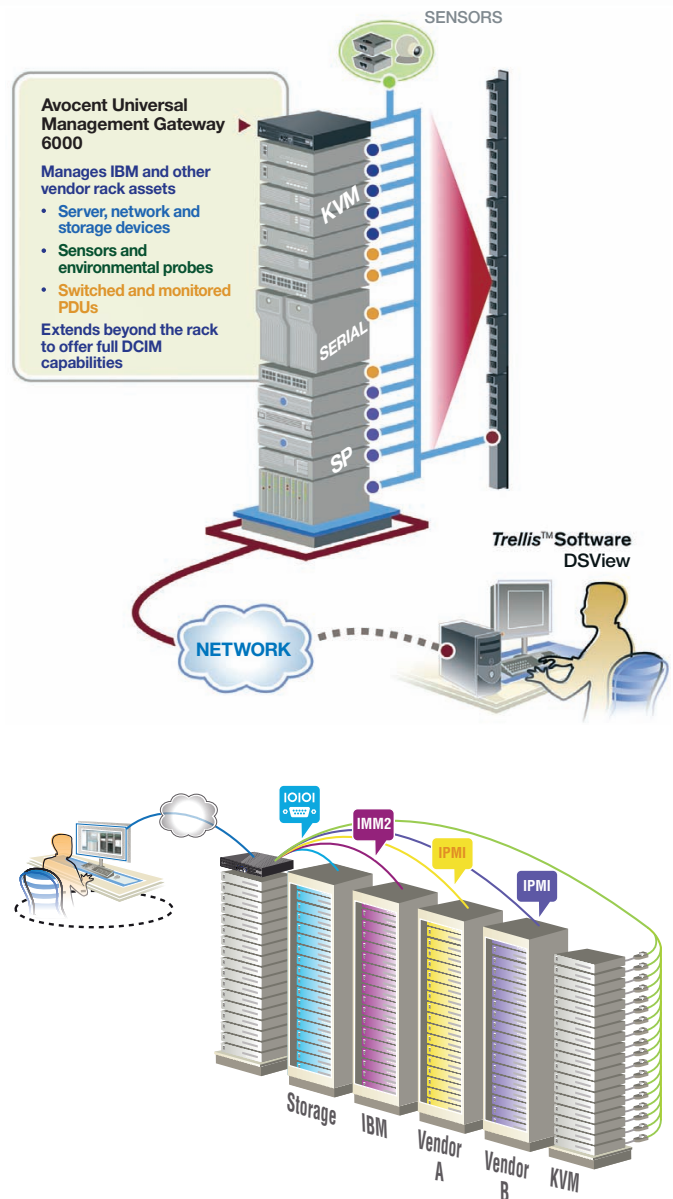 SENSORS
Avocent Universal
Management Gateway
6000
Manages IBM and other
vendor rack assets
• Server, network and
storage devices
• Sensors and
environmental probes
• Switched and monitored
PDUs
Extends beyond the rack
to offer full DCIM
capabilities
KVM
SERIAL
SP
Trellis™ Software
DSView
NETWORK
IOIOI
IMM2
IPMI
IPMI
Storage
IBM
Vendor
A
Vendor
B
KVM